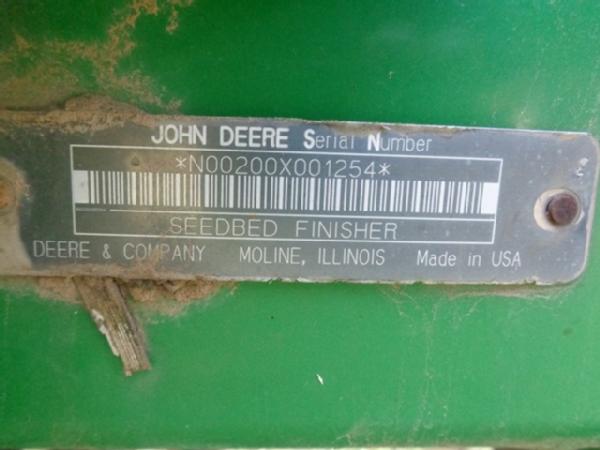 JOHN DEERE Serial Number
*N00200X001254*
SEEDBED FINISHER
DEERE & COMPANY MOLINE, ILLINOIS Made in USA